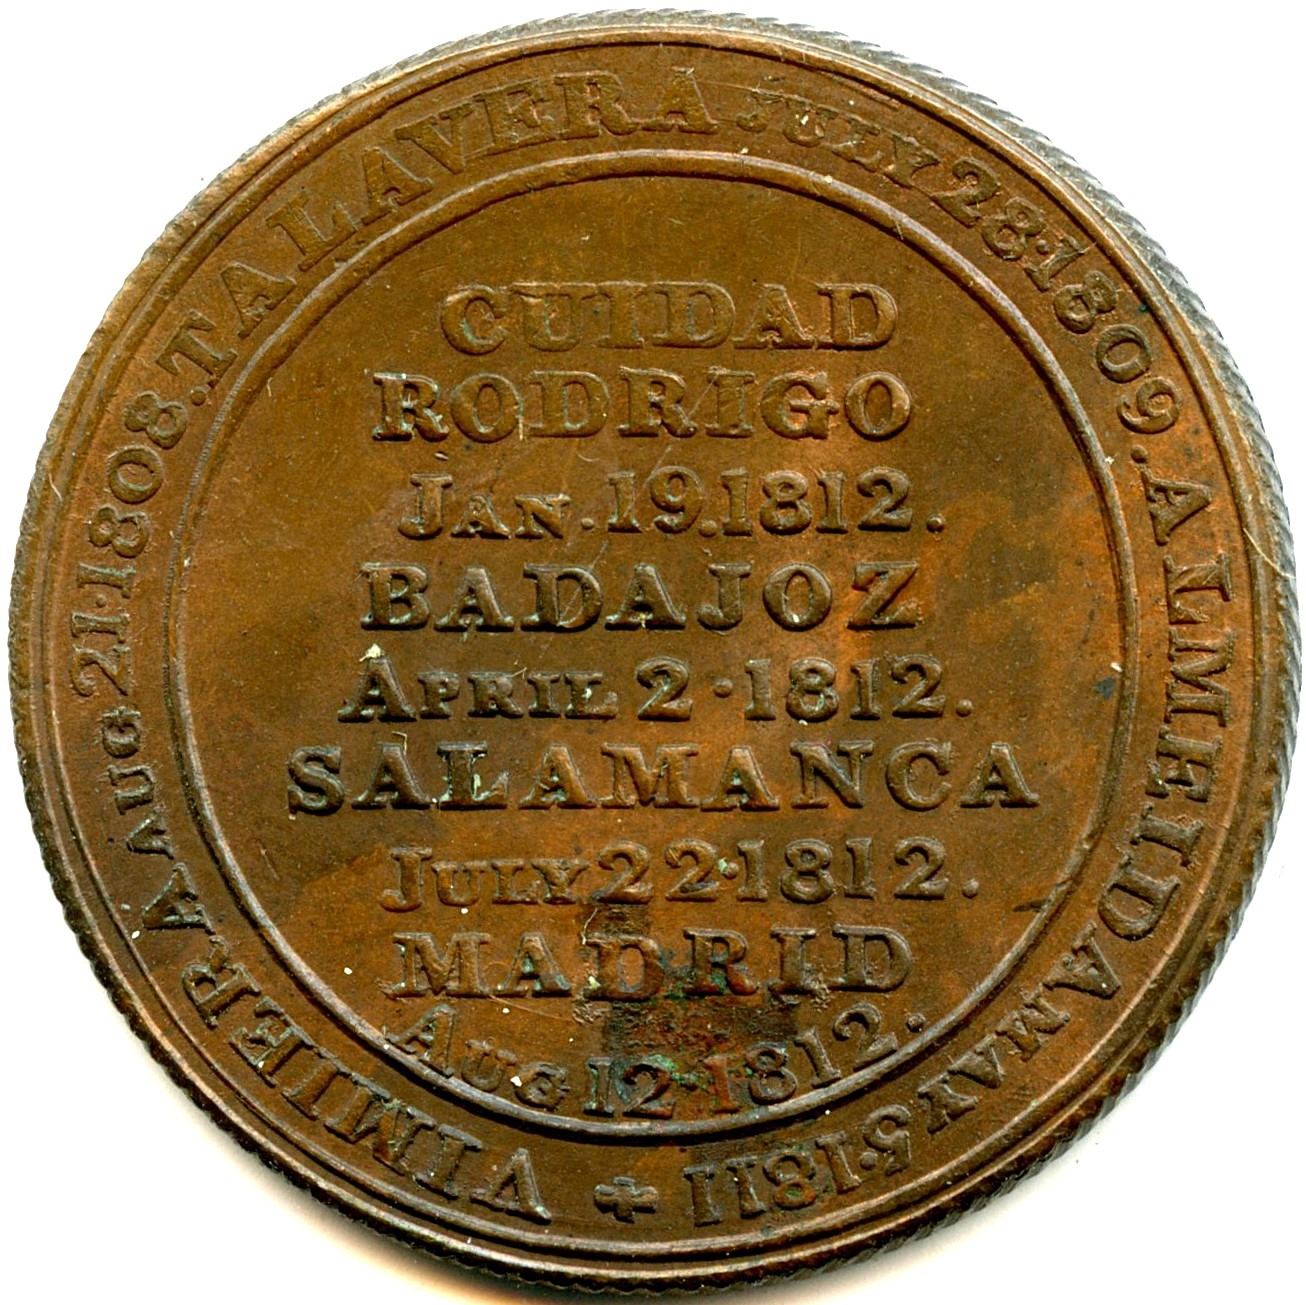 VIMIERA AUG 21·1808. TALAVERA JULY 28·1809. ALMEIDA MAY 5·1811
CUIDAD
RODRIGO
JAN. 19. 1812.
BADAJOZ
APRIL 2·1812.
SALAMANCA
JULY 22·1812.
MADRID
AUG 12·1812.